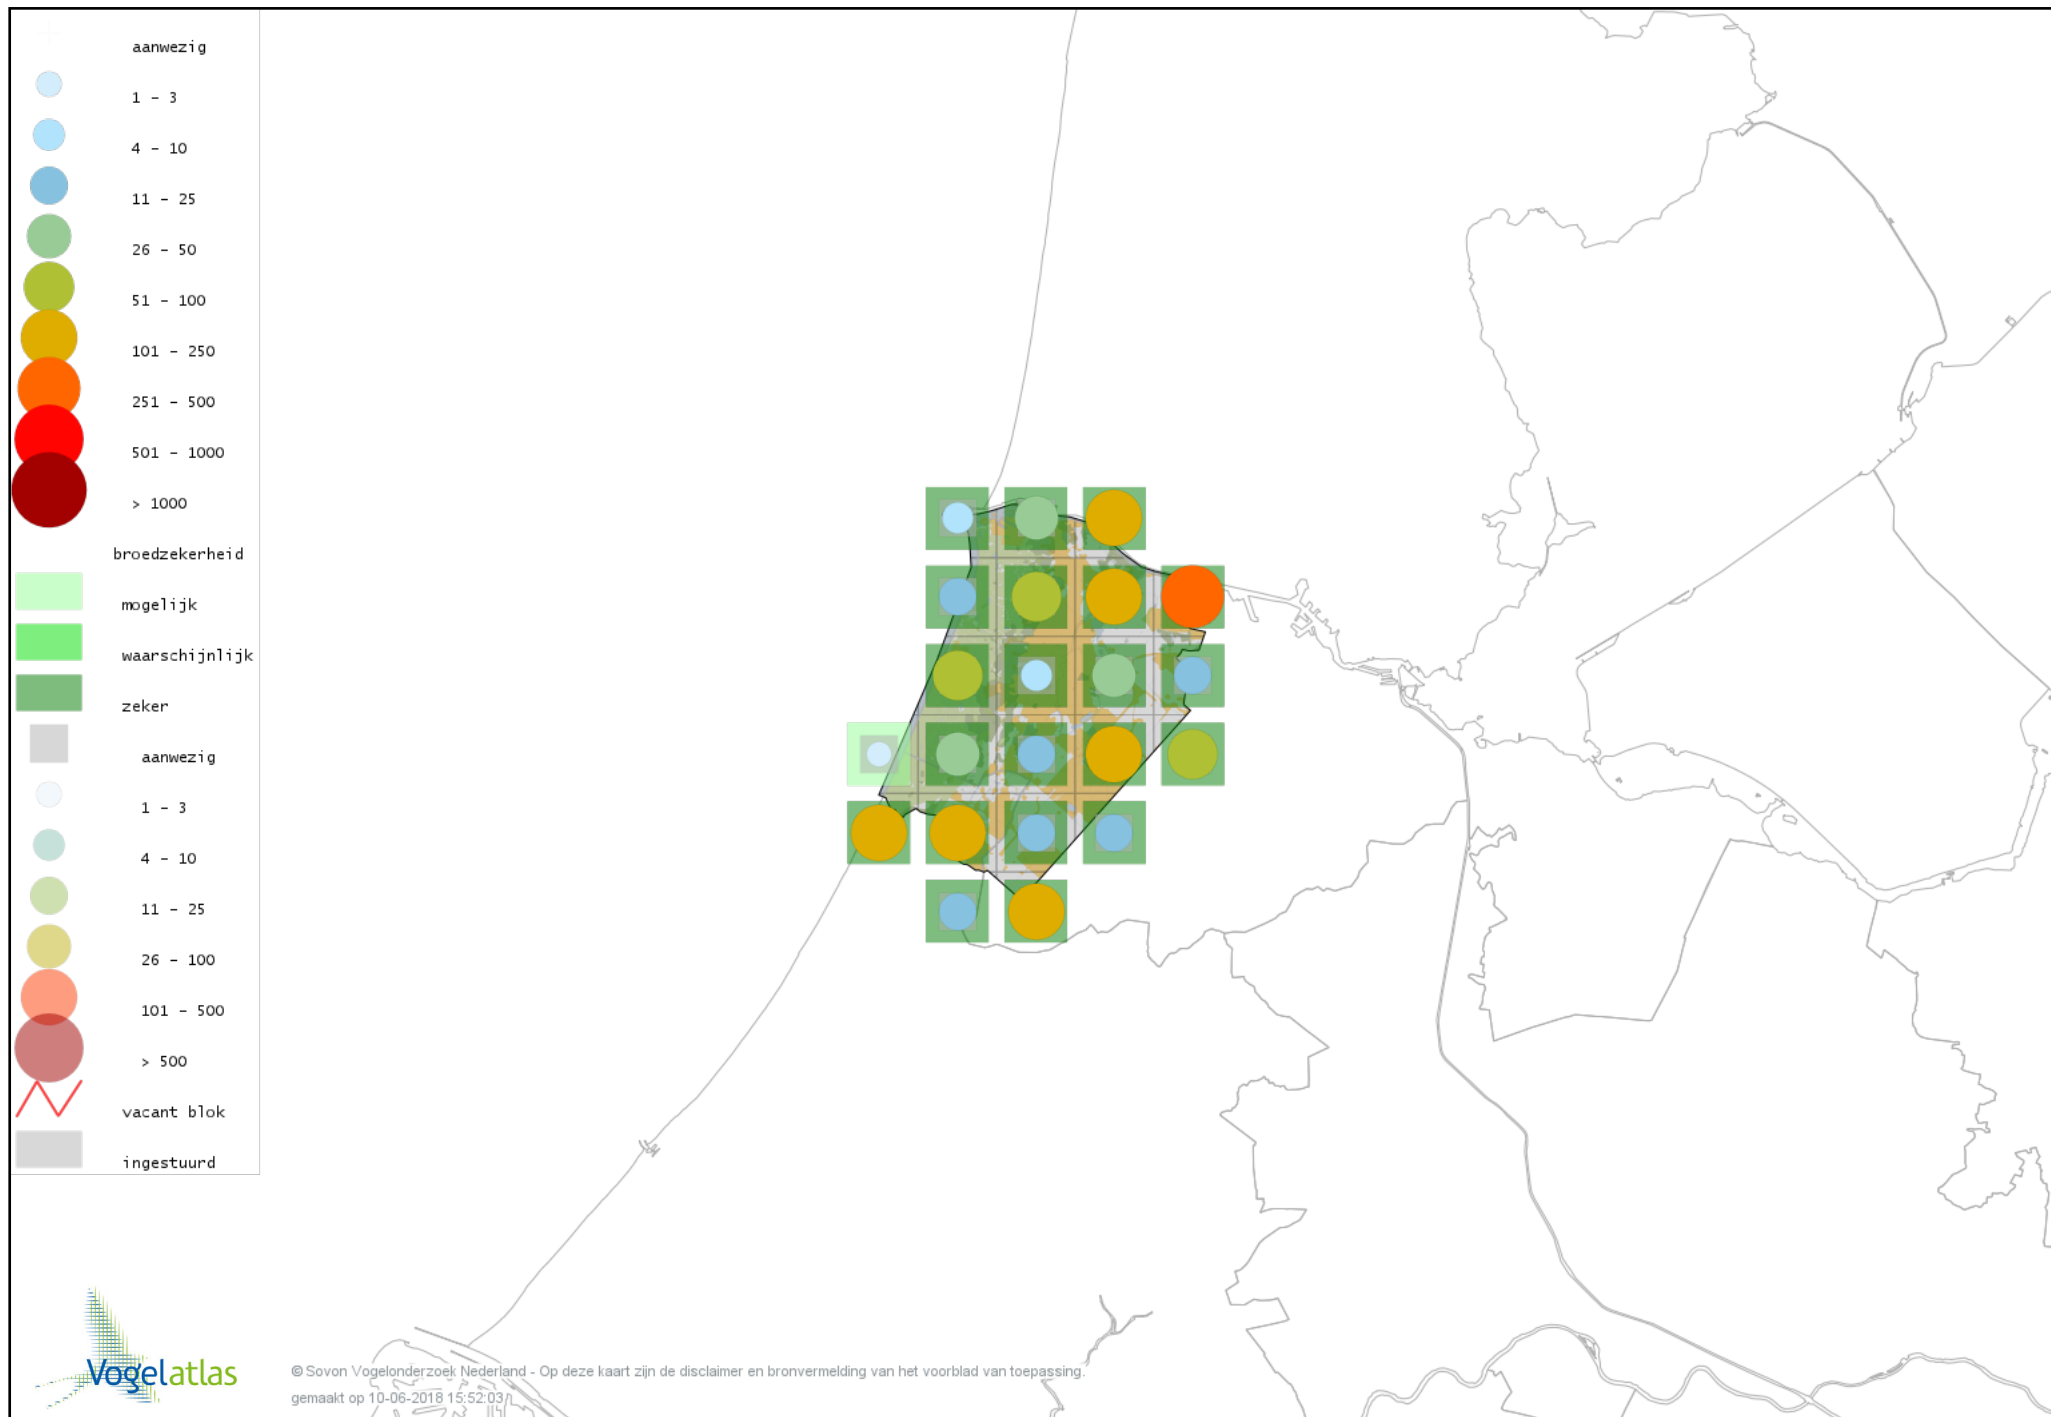 aanwezig
1 - 3
4 - 10
11 - 25
26 - 50
51 - 100
101 - 250
251 - 500
501 - 1000
> 1000
broedzekerheid
mogelijk
waarschijnlijk
zeker
aanwezig
1 - 3
4 - 10
11 - 25
26 - 100
101 - 500
> 500
vacant blok
ingestuurd
Vogelatlas
© Sovon Vogelonderzoek Nederland - Op deze kaart zijn de disclaimer en bronvermelding van het voorblad van toepassing.
gemaakt op 10-06-2018 15:52:03